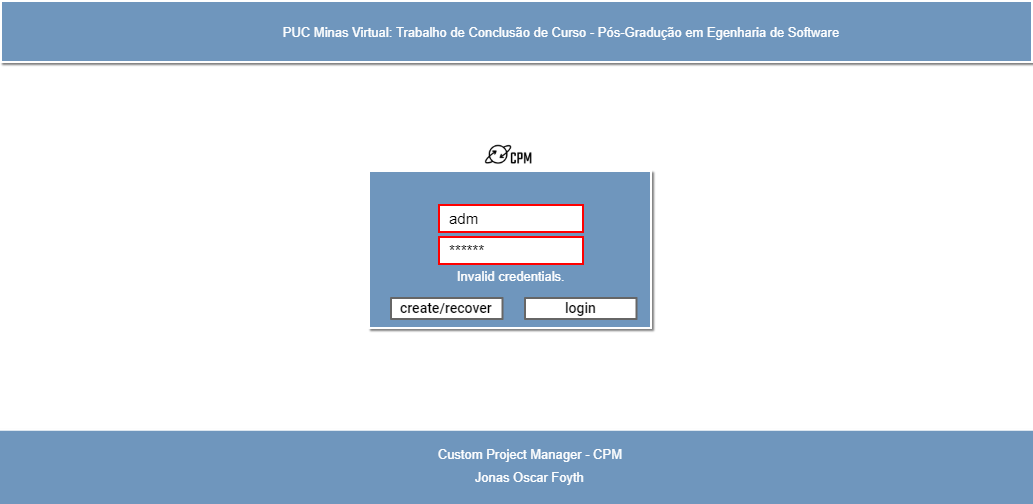 PUC Minas Virtual: Trabalho de Conclusão de Curso - Pós-Gradução em Egenharia de Software
CPM
adm
******
Invalid credentials.
create/recover login
Custom Project Manager - CPM
Jonas Oscar Foyth